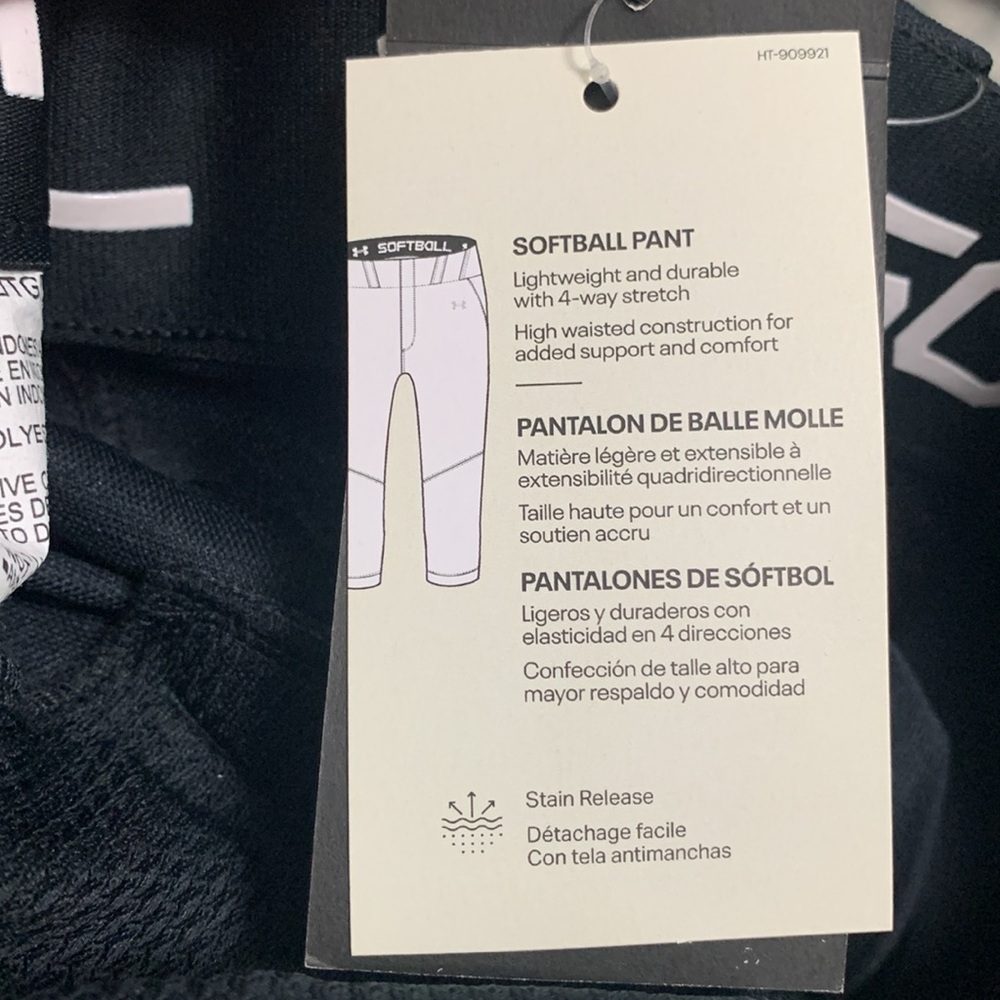 HT-909921
SOFTBALL
SOFTBALL PANT
Lightweight and durable
with 4-way stretch
High waisted construction for
added support and comfort
PANTALON DE BALLE MOLLE
Matière légère et extensible à
extensibilité quadridirectionnelle
Taille haute pour un confort et un
soutien accru
PANTALONES DE SÓFTBOL
Ligeros y duraderos con
elasticidad en 4 direcciones
Confección de talle alto para
mayor respaldo y comodidad
Stain Release
Détachage facile
Con tela antimanchas